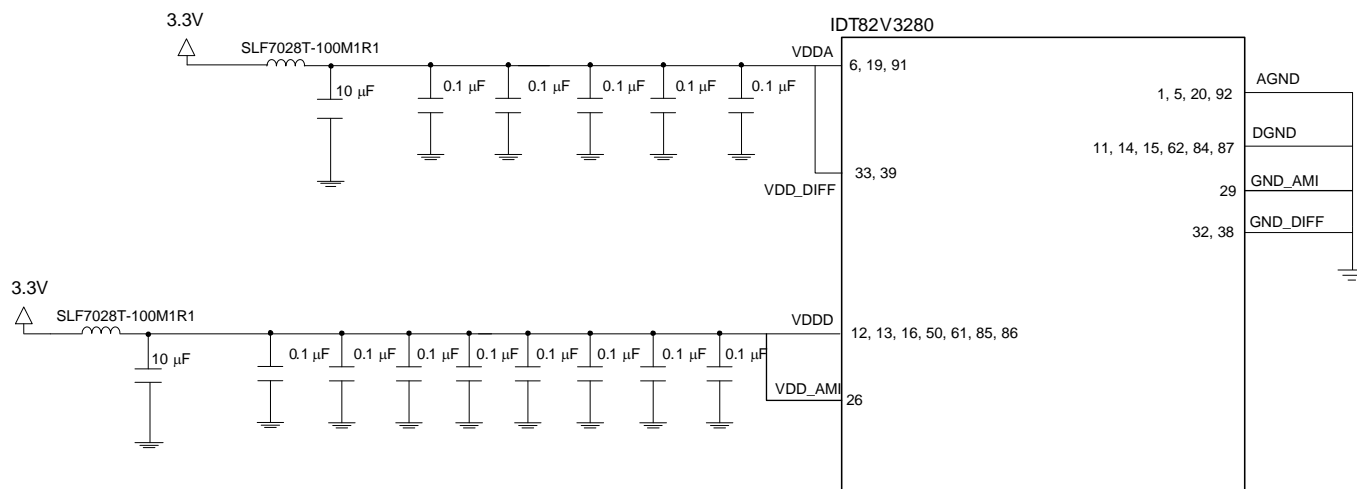 IDT82V3280
3.3V
SLF7028T-100M1R1
VDDA
6, 19, 91
10 μF
0.1 μF
0.1 μF
0.1 μF
0.1 μF
0.1 μF
AGND
1, 5, 20, 92
DGND
11, 14, 15, 62, 84, 87
33, 39
VDD_DIFF
GND_AMI
29
GND_DIFF
32, 38
3.3V
SLF7028T-100M1R1
VDDD
12, 13, 16, 50, 61, 85, 86
10 μF
0.1 μF
0.1 μF
0.1 μF
0.1 μF
0.1 μF
0.1 μF
0.1 μF
0.1 μF
VDD_AMI
26